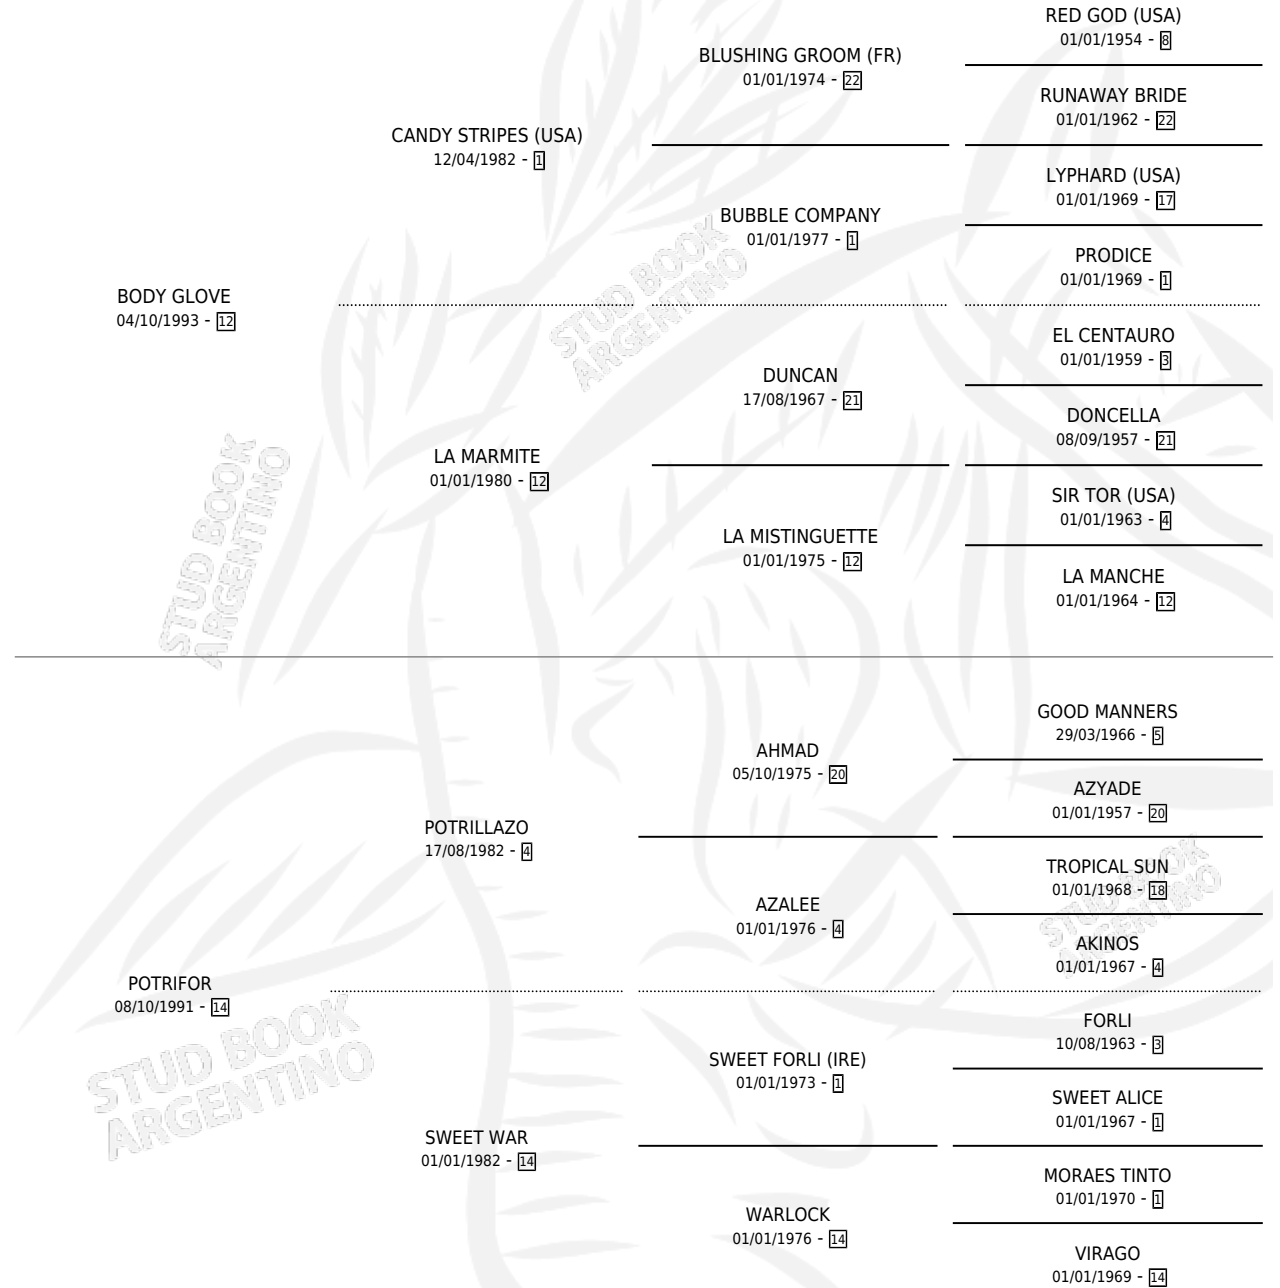 RED GOD (USA)
01/01/1954 - 8
BLUSHING GROOM (FR)
01/01/1974 - 22
RUNAWAY BRIDE
01/01/1962 - 22
CANDY STRIPES (USA)
12/04/1982 - 1
LYPHARD (USA)
01/01/1969 - 17
BUBBLE COMPANY
01/01/1977 - 1
PRODICE
01/01/1969 - 1
BODY GLOVE
04/10/1993 - 12
STUD BOOK
ARGENTINO
EL CENTAURO
01/01/1959 - 3
DUNCAN
17/08/1967 - 21
DONCELLA
08/09/1957 - 21
LA MARMITE
01/01/1980 - 12
SIR TOR (USA)
01/01/1963 - 4
LA MISTINGUETTE
01/01/1975 - 12
LA MANCHE
01/01/1964 - 12
STUD BOOK
ARGENTINO
GOOD MANNERS
29/03/1966 - 5
AHMAD
05/10/1975 - 20
AZYADE
01/01/1957 - 20
POTRILLAZO
17/08/1982 - 4
TROPICAL SUN
01/01/1968 - 18
AZALEE
01/01/1976 - 4
STUD BOOK
ARGENTINO
AKINOS
01/01/1967 - 4
POTRIFOR
08/10/1991 - 14
STUD BOOK
ARGENTINO
FORLI
10/08/1963 - 3
SWEET FORLI (IRE)
01/01/1973 - 1
SWEET ALICE
01/01/1967 - 1
SWEET WAR
01/01/1982 - 14
MORAES TINTO
01/01/1970 - 1
WARLOCK
01/01/1976 - 14
VIRAGO
01/01/1969 - 14